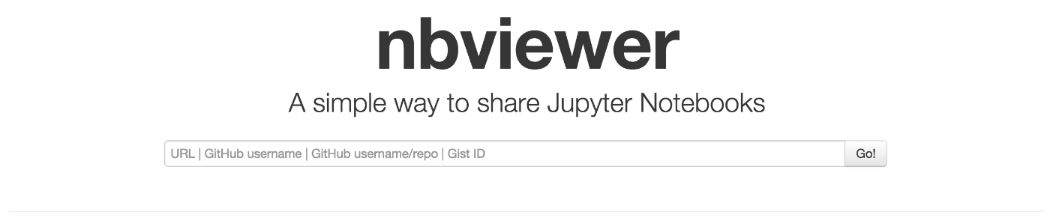 nbviewer
A simple way to share Jupyter Notebooks
URL | GitHub username | GitHub username/repo | Gist ID Go!